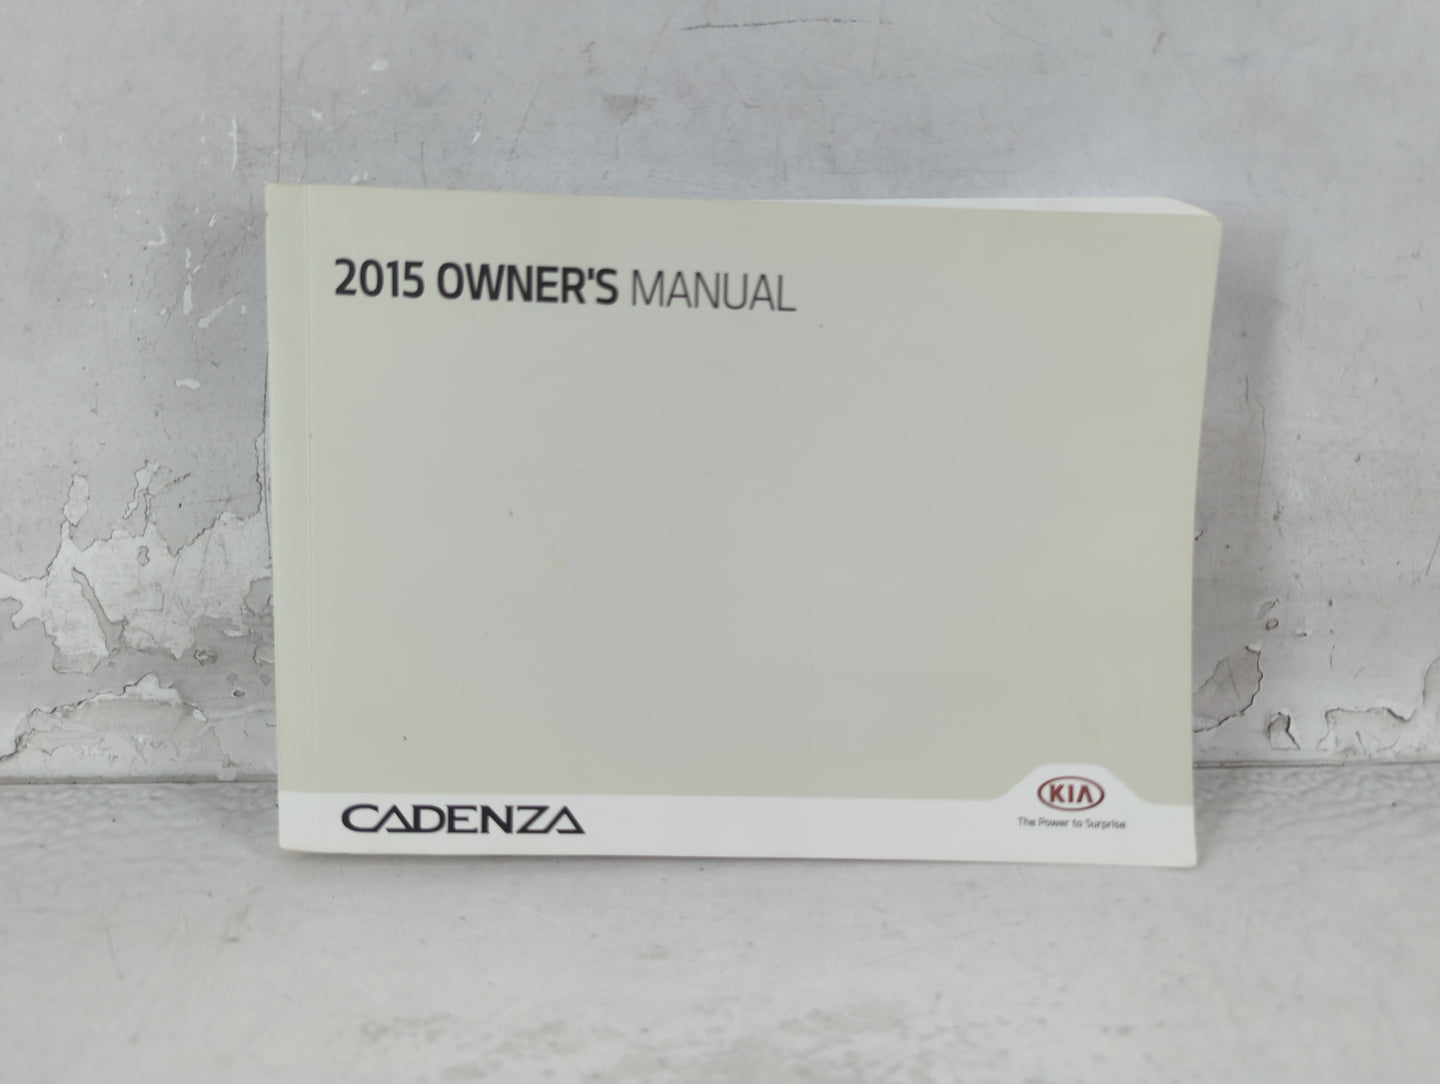 2015 OWNER'S MANUAL
CADENZA
KIA
The Power to Surprise